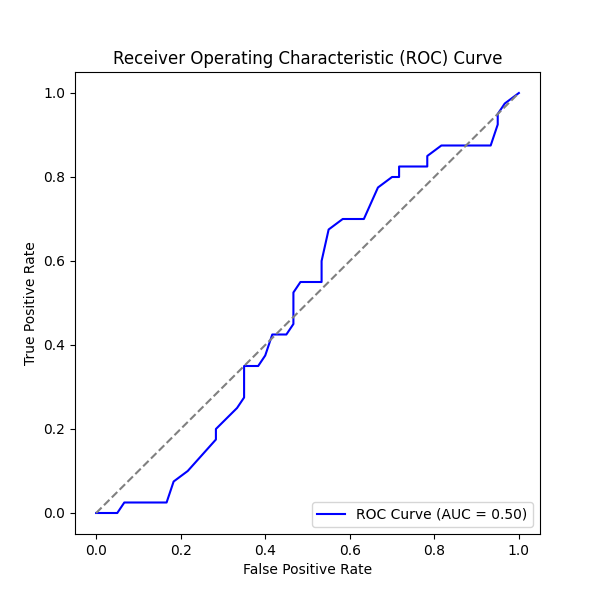 Receiver Operating Characteristic (ROC) Curve
1.0
0.8
0.6
0.4
0.2
0.0
True Positive Rate
ROC Curve (AUC = 0.50)
0.0 0.2 0.4 0.6 0.8 1.0
False Positive Rate